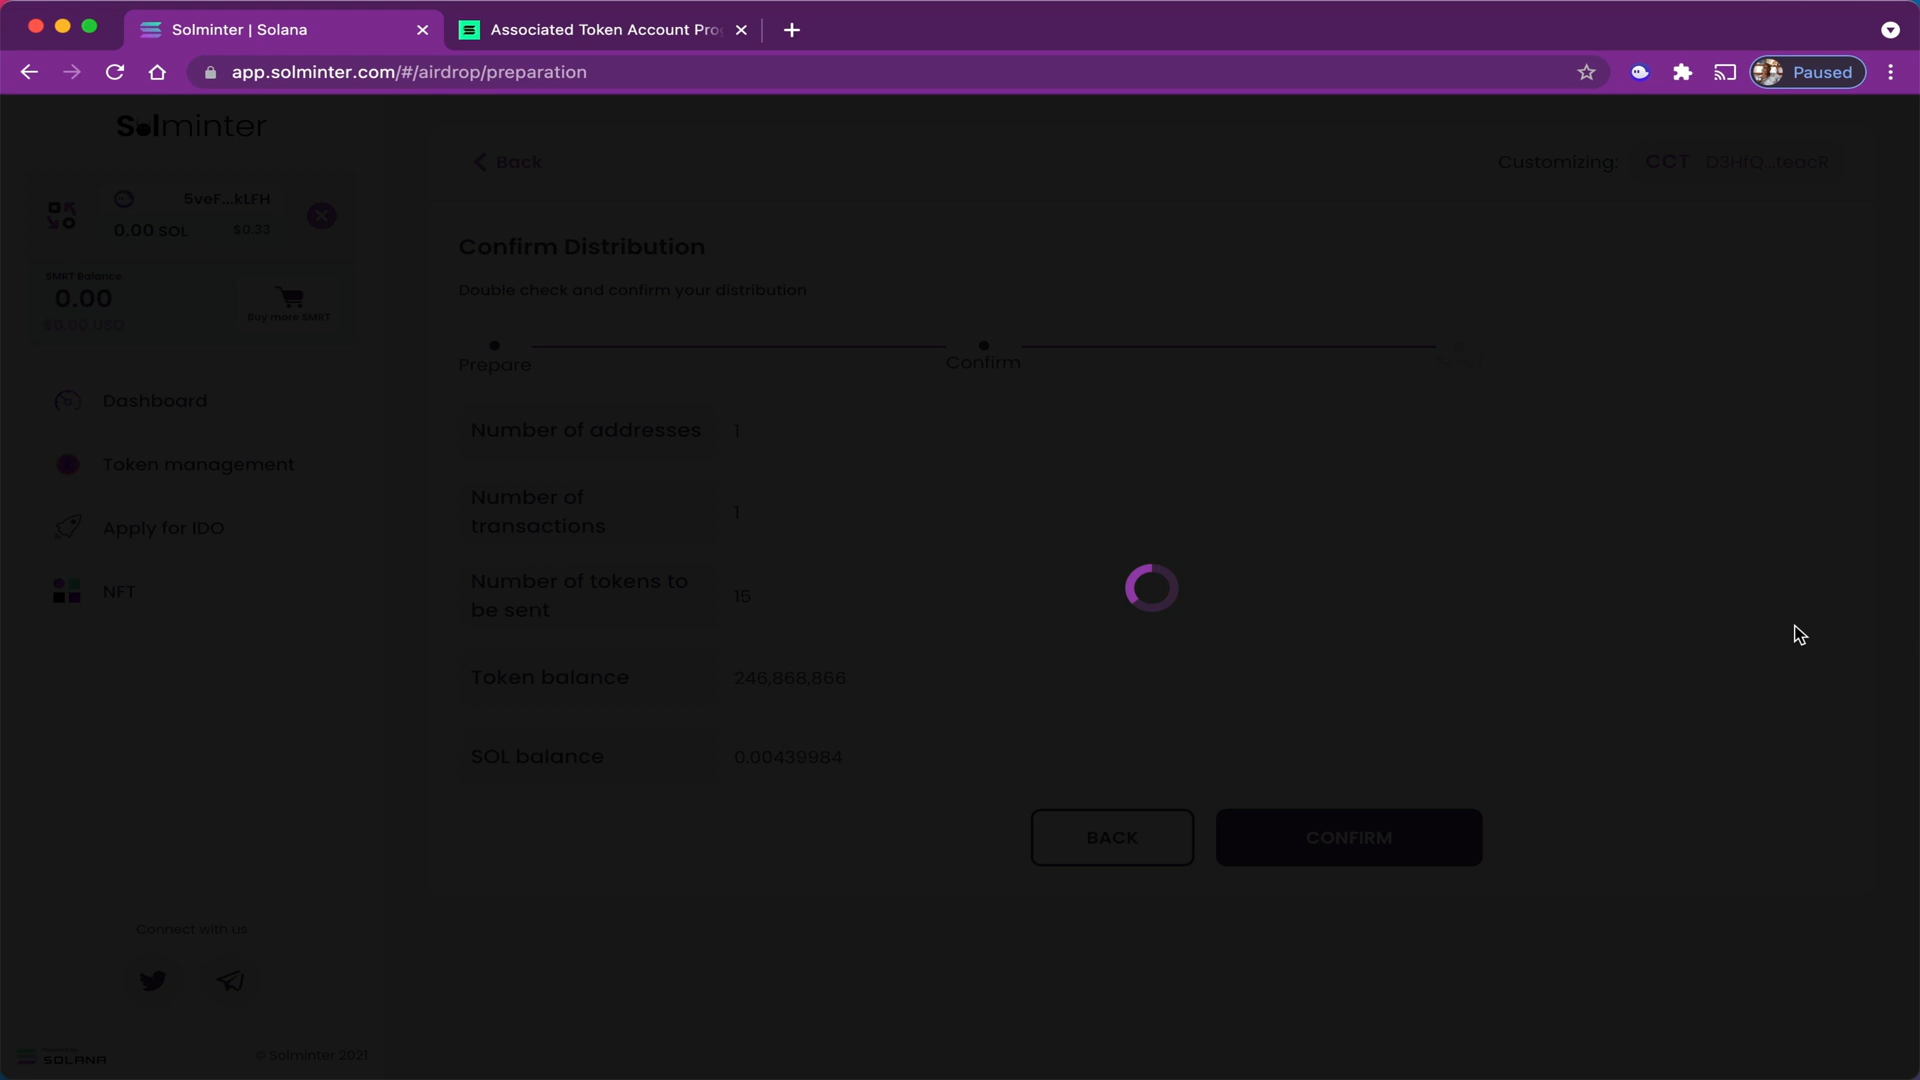 Solminter | Solana
Associated Token Account Pro
app.solminter.com/#/airdrop/preparation
Paused
Solminter
Back
Customizing: CCT D3HfQ...teocR
5veF...kLFH
0.00 SOL $0.33
Confirm Distribution
SMRT Balance
0.00
$0.00 USD
Buy more SMRT
Double check and confirm your distribution
Prepare
Confirm
Dashboard
Number of addresses 1
Token management
Number of
transactions
1
Apply for IDO
Number of tokens to
be sent
15
NFT
Token balance 246,868,866
SOL balance 0.00439984
BACK
CONFIRM
Connect with us
SOLANA
© Solminter 2021